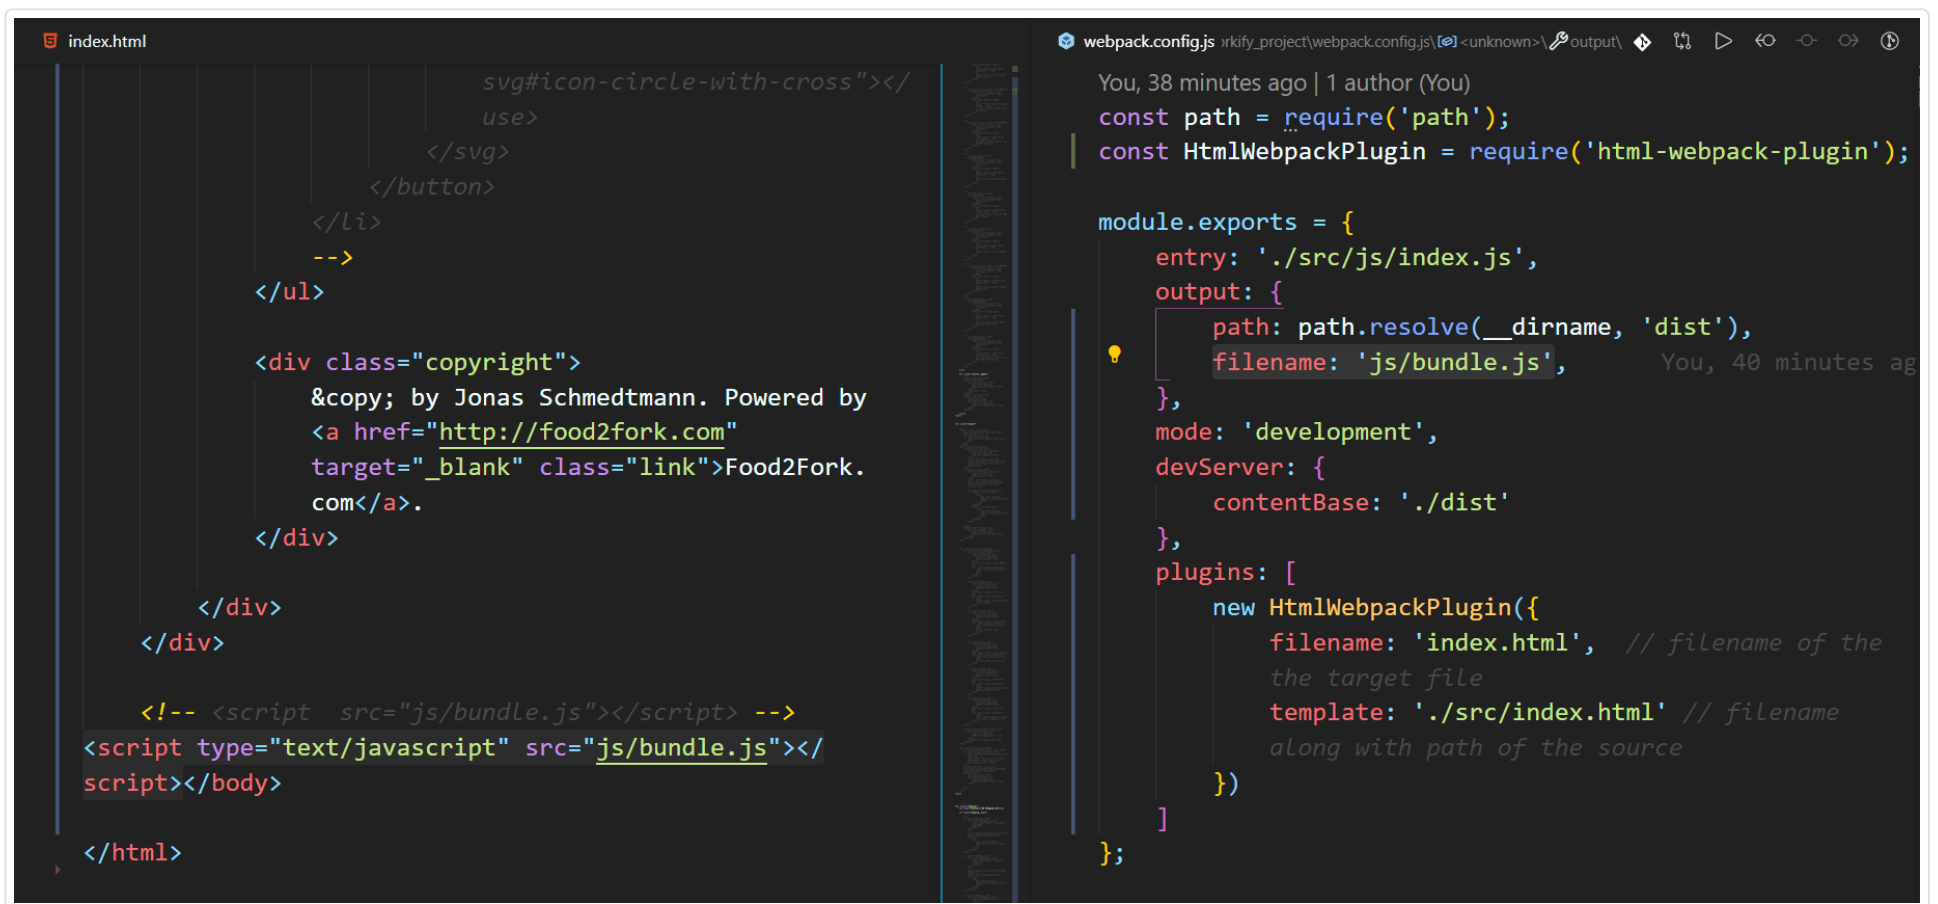 index.html
svg#icon-circle-with-cross"></
use>
</svg>
</button>
</li>
-->
</ul>
<div class="copyright">
&copy; by Jonas Schmedtmann. Powered by
<a href="http://food2fork.com"
target="_blank" class="link">Food2Fork.
com</a>.
</div>
</div>
</div>
<!-- <script  src="js/bundle.js"></script> -->
<script type="text/javascript" src="js/bundle.js"></
script></body>
</html>
webpack.config.js rkify_project\webpack.config.js\<unknown>\output\
You, 38 minutes ago | 1 author (You)
const path = require('path');
const HtmlWebpackPlugin = require('html-webpack-plugin');
module.exports = {
entry: './src/js/index.js',
output: {
path: path.resolve(__dirname, 'dist'),
filename: 'js/bundle.js', You, 40 minutes ag
},
mode: 'development',
devServer: {
contentBase: './dist'
},
plugins: [
new HtmlWebpackPlugin({
filename: 'index.html',  // filename of the
the target file
template: './src/index.html' // filename
along with path of the source
})
]
};